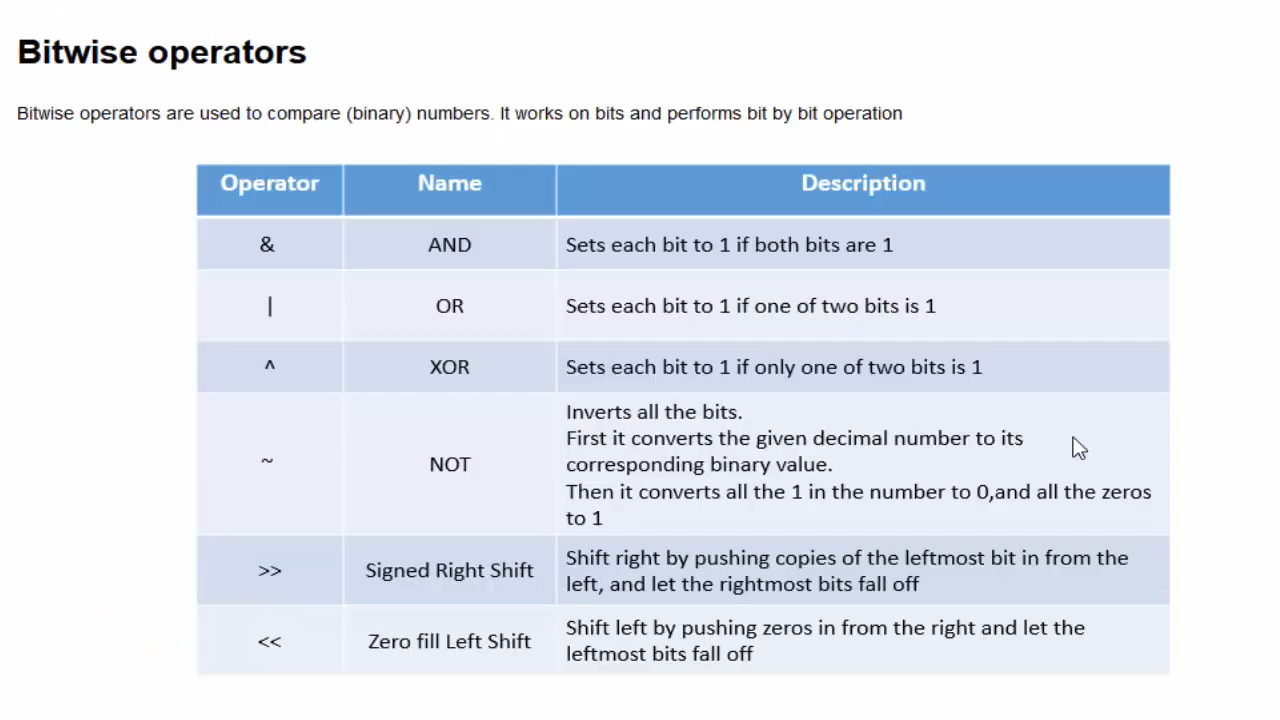 Bitwise operators
Bitwise operators are used to compare (binary) numbers. It works on bits and performs bit by bit operation
Operator Name Description
& AND Sets each bit to 1 if both bits are 1
| OR Sets each bit to 1 if one of two bits is 1
^ XOR Sets each bit to 1 if only one of two bits is 1
Inverts all the bits.
First it converts the given decimal number to its
~ NOT corresponding binary value.
Then it converts all the 1 in the number to 0,and all the zeros
to 1
>> Signed Right Shift Shift right by pushing copies of the leftmost bit in from the
left, and let the rightmost bits fall off
<< Zero fill Left Shift Shift left by pushing zeros in from the right and let the
leftmost bits fall off